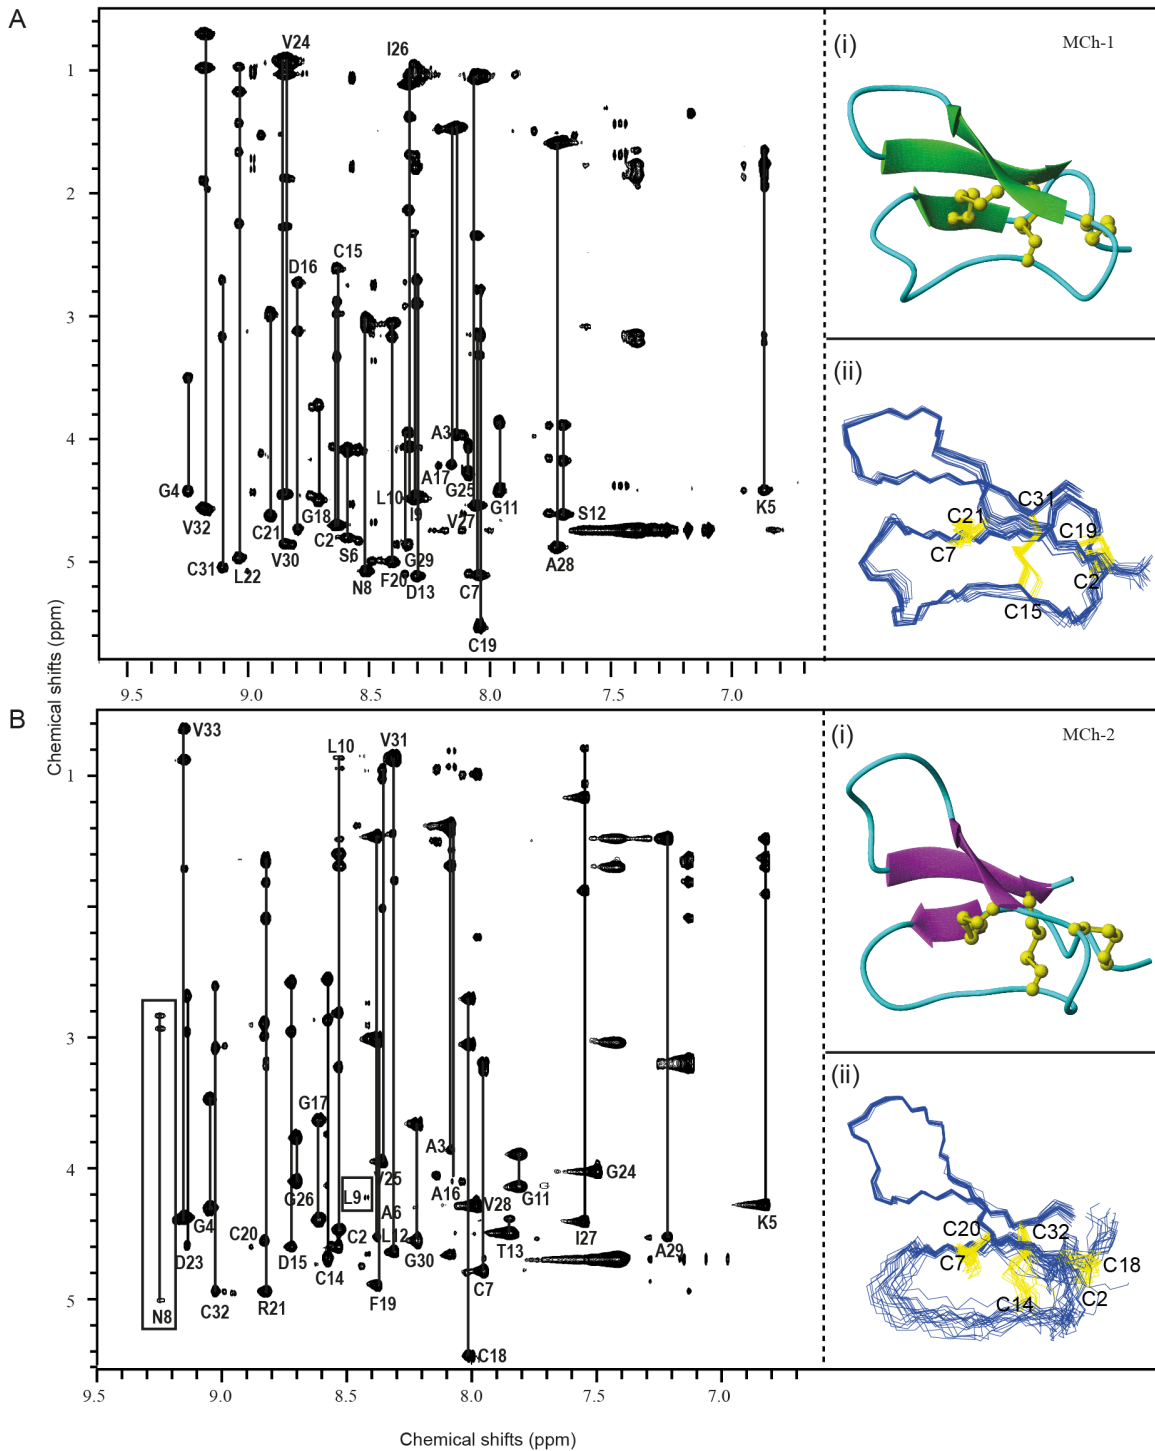 A
V24
I26
(i)
MCh-1
1
2
C15
D16
3
(ii)
4
A3
G4
A17
G25
K5
G18
L10
I9
G11
V32
C21
C2
V27
S12
C31
C21
C19
S6
G29
C7
C2
L22
V30
N8
F20
D13
C7
A28
5
C15
C19
9.5
9.0
8.5
8.0
7.5
7.0
Chemical shifts (ppm)
B
V33
L10
V31
(i)
MCh-2
1
3
(ii)
G17
A3
4
V25
G24
G26
L9
A16
V28
G11
K5
G4
A6
C20
C2
L12
T13
I27
C20
C32
D23
D15
G30
A29
C7
C18
C14
C7
C2
N8
C32
R21
F19
C14
5
C18
9.5
9.0
8.5
8.0
7.5
7.0
Chemical shifts (ppm)